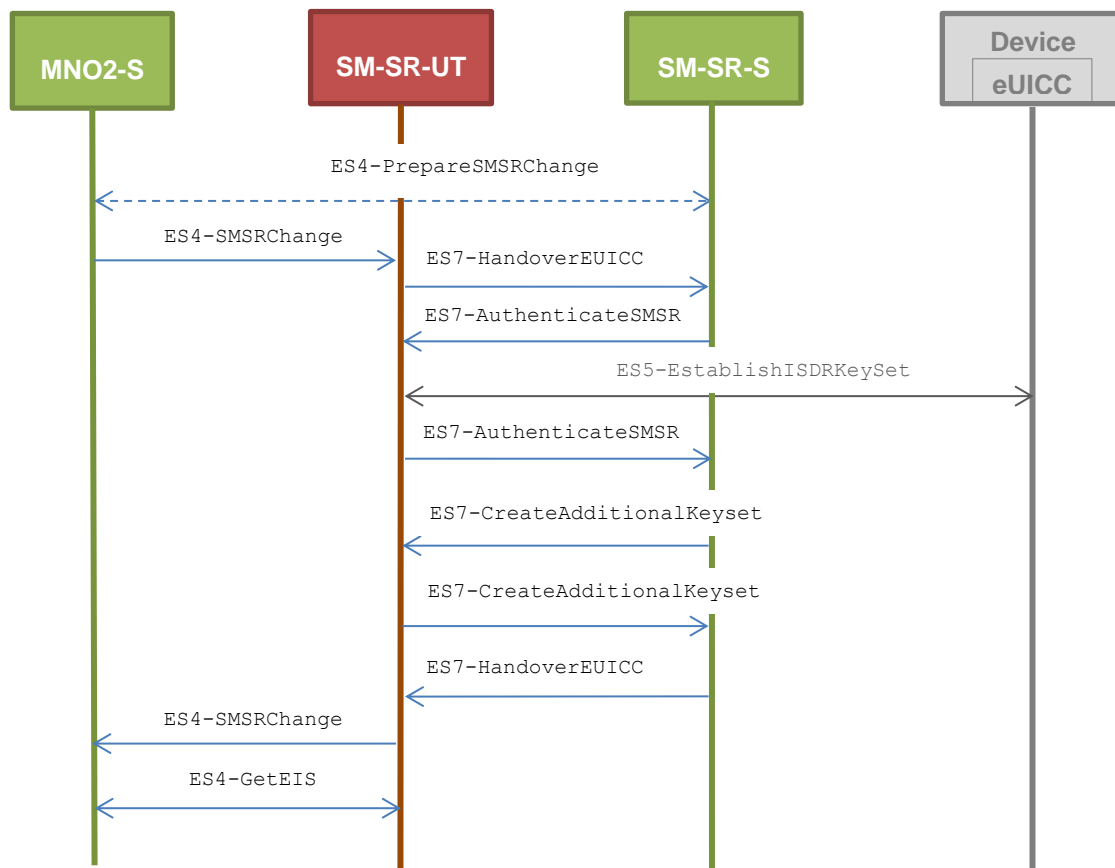 MNO2-S
SM-SR-UT
SM-SR-S
Device
eUICC
ES4-PrepareSMSRChange
ES4-SMSRChange
ES7-HandoverEUICC
ES7-AuthenticateSMSR
ES5-EstablishISDRKeySet
ES7-AuthenticateSMSR
ES7-CreateAdditionalKeyset
ES7-CreateAdditionalKeyset
ES7-HandoverEUICC
ES4-SMSRChange
ES4-GetEIS